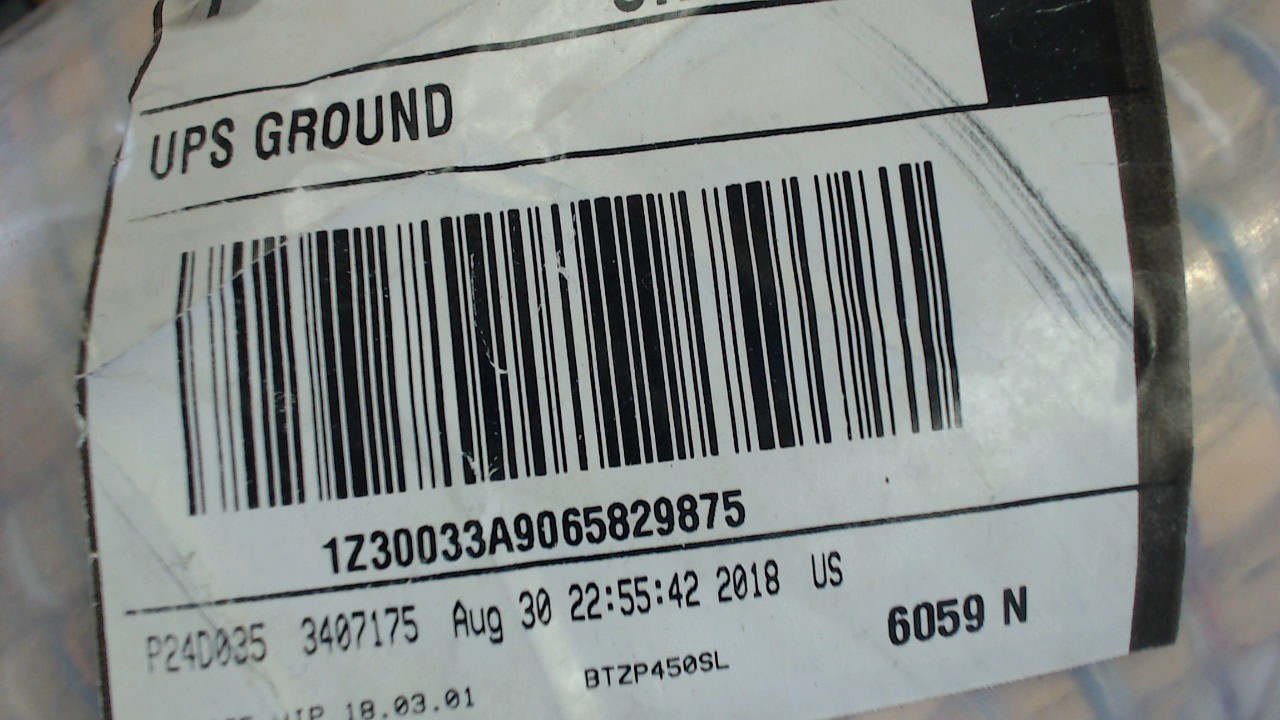 UPS GROUND
1Z30033A9065829875
P24D035 3407175 Aug 30 22:55:42 2018 US
6059 N
BTZP450SL
18.03.01